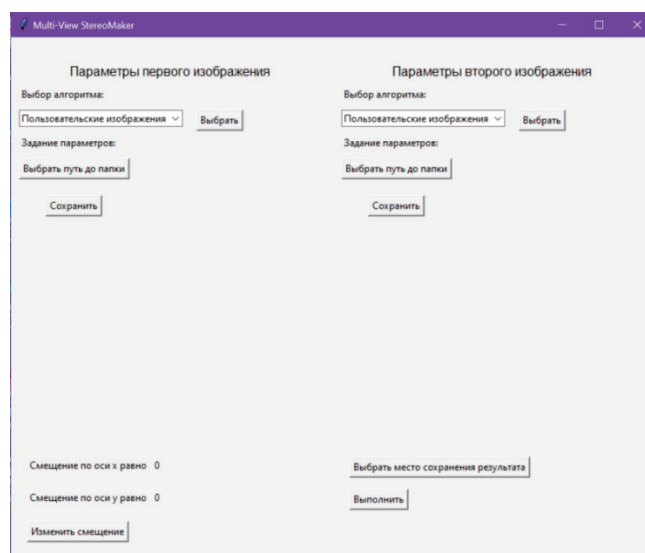 Multi-View StereoMaker
Параметры первого изображения
Выбор алгоритма:
Пользовательские изображения
Выбрать
Задание параметров:
Выбрать путь до папки
Сохранить
Параметры второго изображения
Выбор алгоритма:
Пользовательские изображения
Выбрать
Задание параметров:
Выбрать путь до папки
Сохранить
Смещение по оси x равно 0
Смещение по оси y равно 0
Изменить смещение
Выбрать место сохранения результата
Выполнить